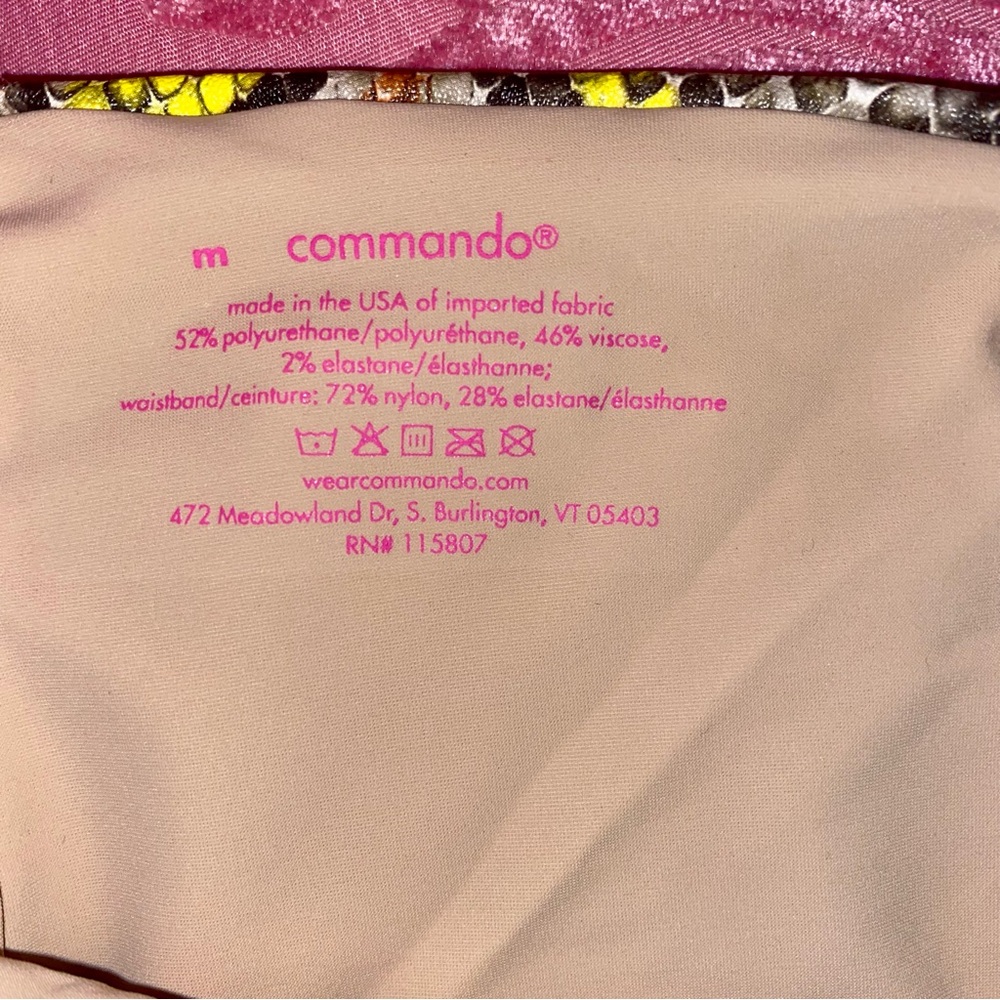 m commando®
made in the USA of imported fabric
52% polyurethane/polyuréthane, 46% viscose,
2% elastane/élasthanne;
waistband/ceinture: 72% nylon, 28% elastane/élasthanne
wearcommando.com
472 Meadowland Dr, S. Burlington, VT 05403
RN# 115807